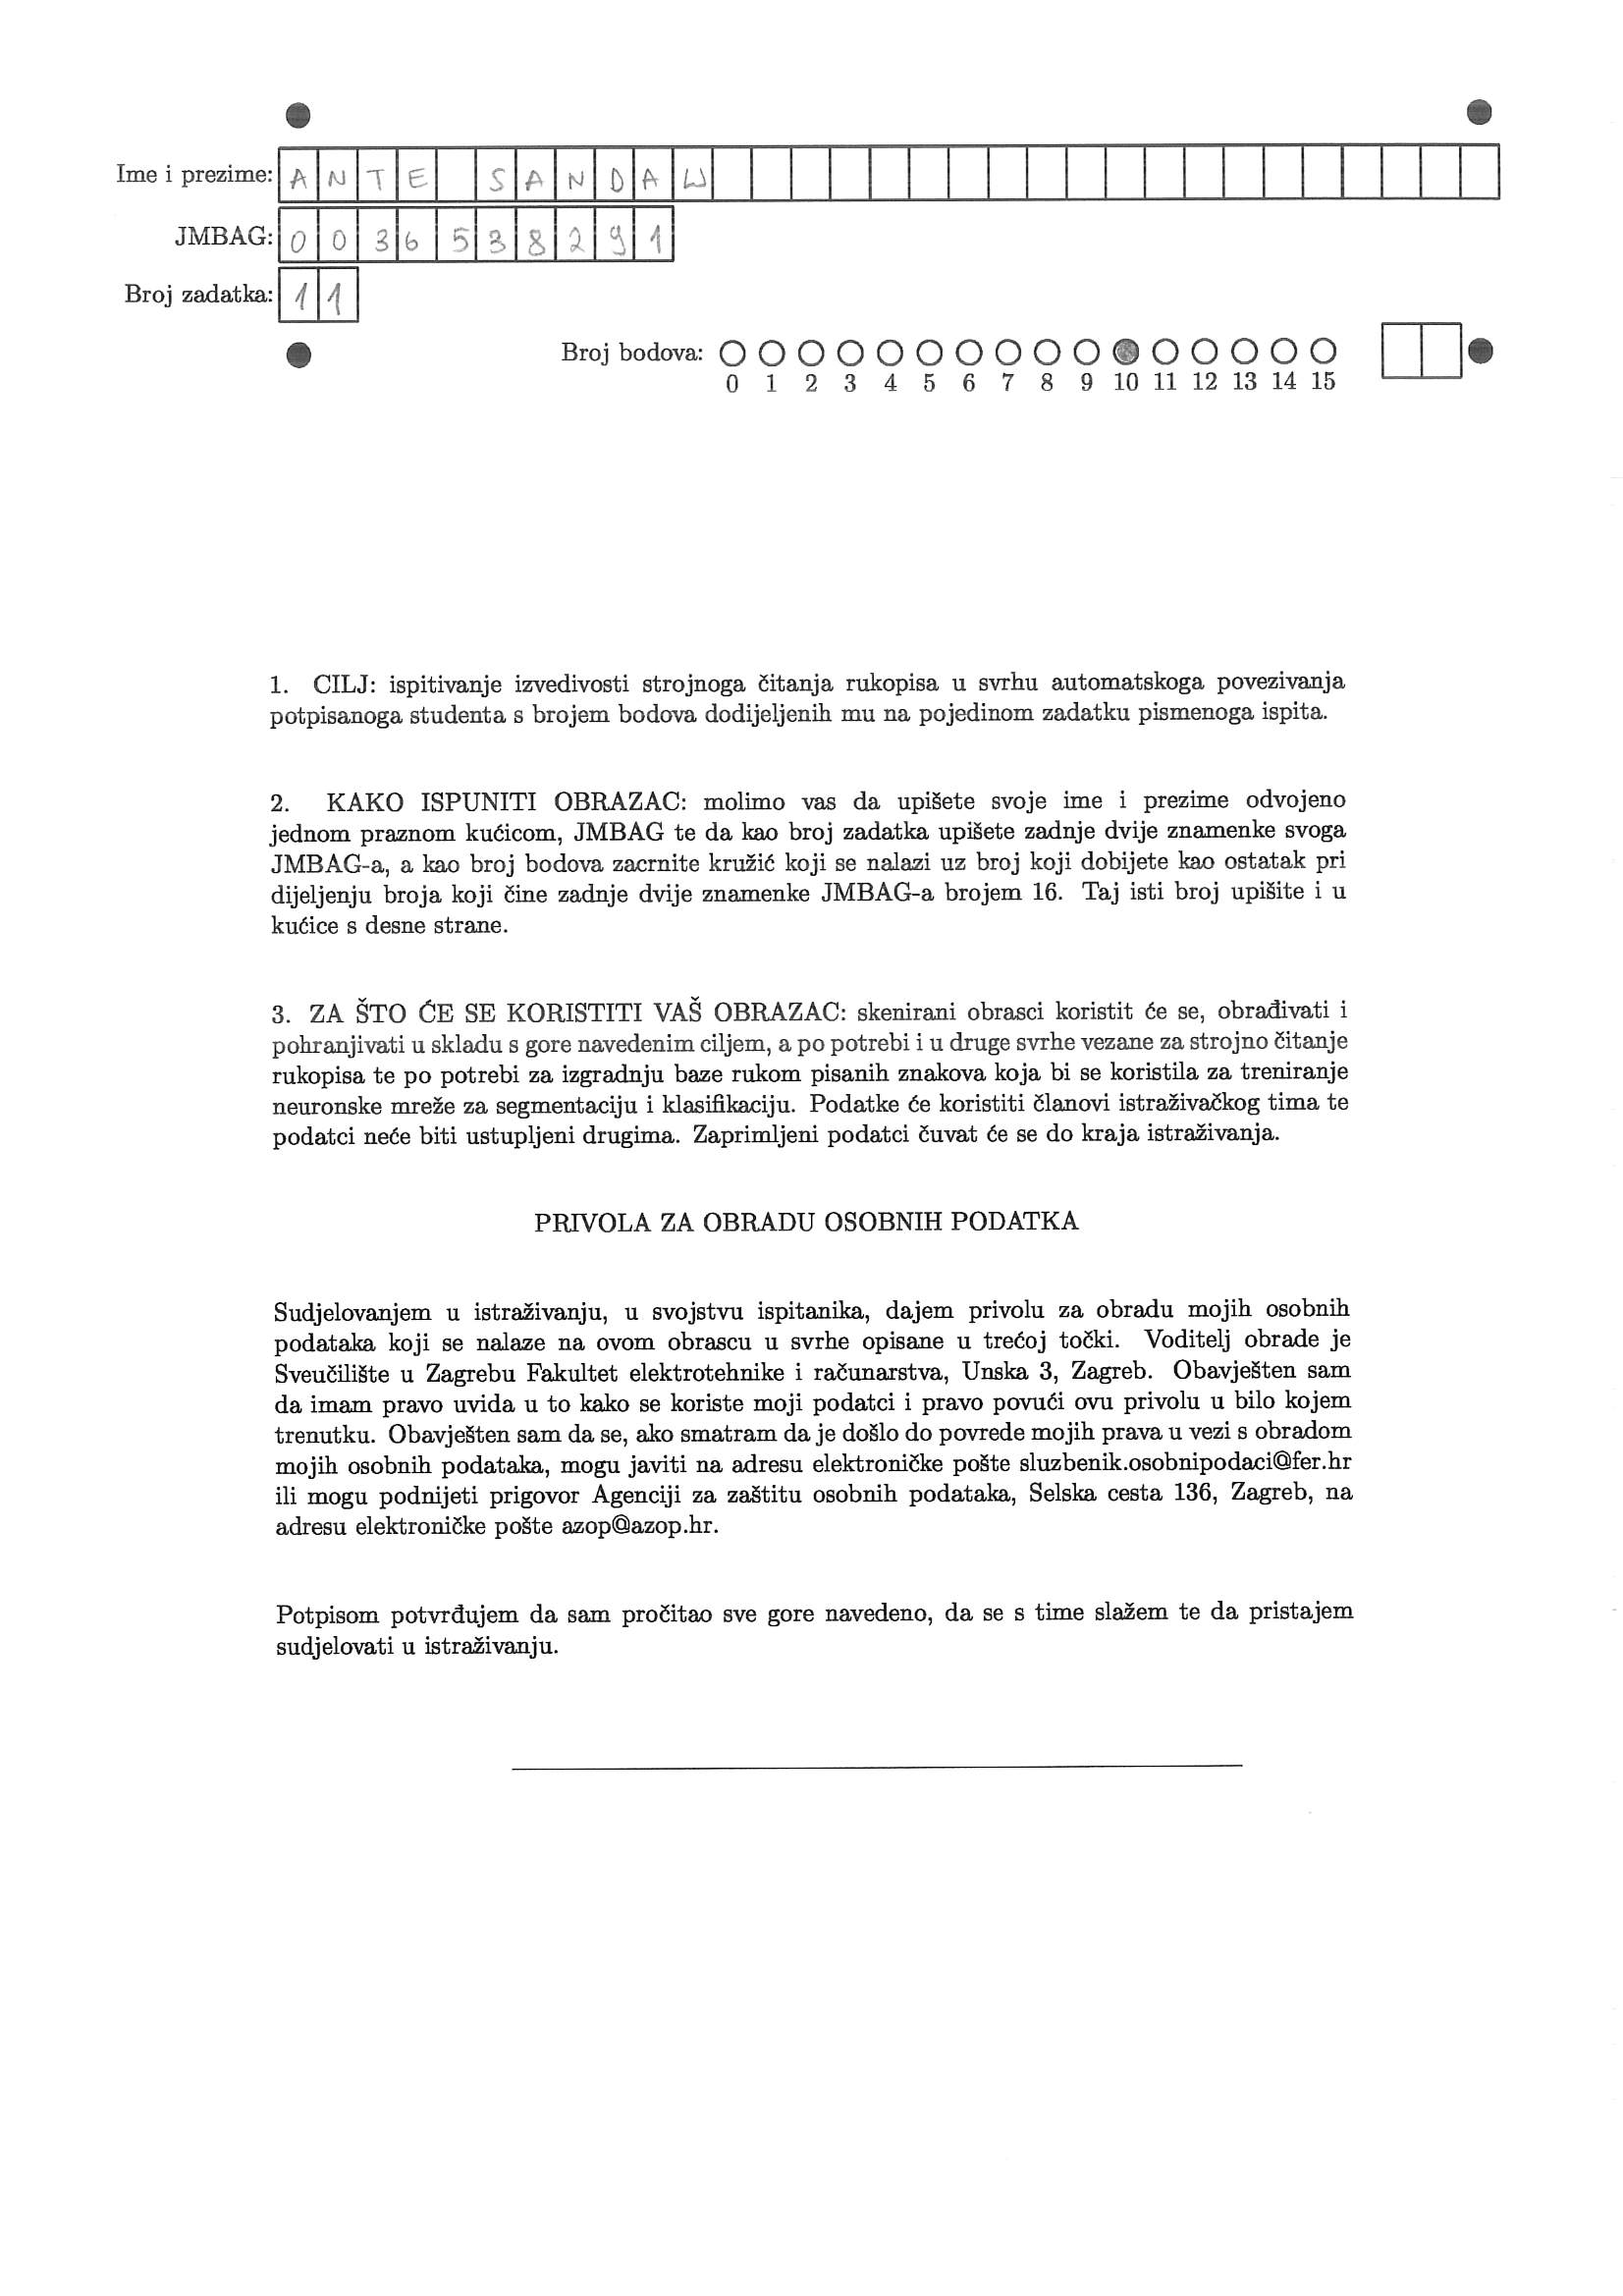 Ime i prezime: ANTE SANDAW
JMBAG: 0036538291
Broj zadatka: 11
Broj bodova:
0 1 2 3 4 5 6 7 8 9 10 11 12 13 14 15
1. CILJ: ispitivanje izvedivosti strojnoga čitanja rukopisa u svrhu automatskoga povezivanja
potpisanoga studenta s brojem bodova dodijeljenih mu na pojedinom zadatku pismenoga ispita.
2. KAKO ISPUNITI OBRAZAC: molimo vas da upišete svoje ime i prezime odvojeno
jednom praznom kućicom, JMBAG te da kao broj zadatka upišete zadnje dvije znamenke svoga
JMBAG-a, a kao broj bodova zacrnite kružić koji se nalazi uz broj koji dobijete kao ostatak pri
dijeljenju broja koji čine zadnje dvije znamenke JMBAG-a brojem 16. Taj isti broj upišite i u
kućice s desne strane.
3. ZA ŠTO ĆE SE KORISTITI VAŠ OBRAZAC: skenirani obrasci koristit će se, obrađivati i
pohranjivati u skladu s gore navedenim ciljem, a po potrebi i u druge svrhe vezane za strojno čitanje
rukopisa te po potrebi za izgradnju baze rukom pisanih znakova koja bi se koristila za treniranje
neuronske mreže za segmentaciju i klasifikaciju. Podatke će koristiti članovi istraživačkog tima te
podatci neće biti ustupljeni drugima. Zaprimljeni podatci čuvat će se do kraja istraživanja.
PRIVOLA ZA OBRADU OSOBNIH PODATKA
Sudjelovanjem u istraživanju, u svojstvu ispitanika, dajem privolu za obradu mojih osobnih
podataka koji se nalaze na ovom obrascu u svrhe opisane u trećoj točki. Voditelj obrade je
Sveučilište u Zagrebu Fakultet elektrotehnike i računarstva, Unska 3, Zagreb. Obavješten sam
da imam pravo uvida u to kako se koriste moji podatci i pravo povući ovu privolu u bilo kojem
trenutku. Obavješten sam da se, ako smatram da je došlo do povrede mojih prava u vezi s obradom
mojih osobnih podataka, mogu javiti na adresu elektroničke pošte sluzbenik.osobnipodaci@fer.hr
ili mogu podnijeti prigovor Agenciji za zaštitu osobnih podataka, Selska cesta 136, Zagreb, na
adresu elektroničke pošte azop@azop.hr.
Potpisom potvrđujem da sam pročitao sve gore navedeno, da se s time slažem te da pristajem
sudjelovati u istraživanju.